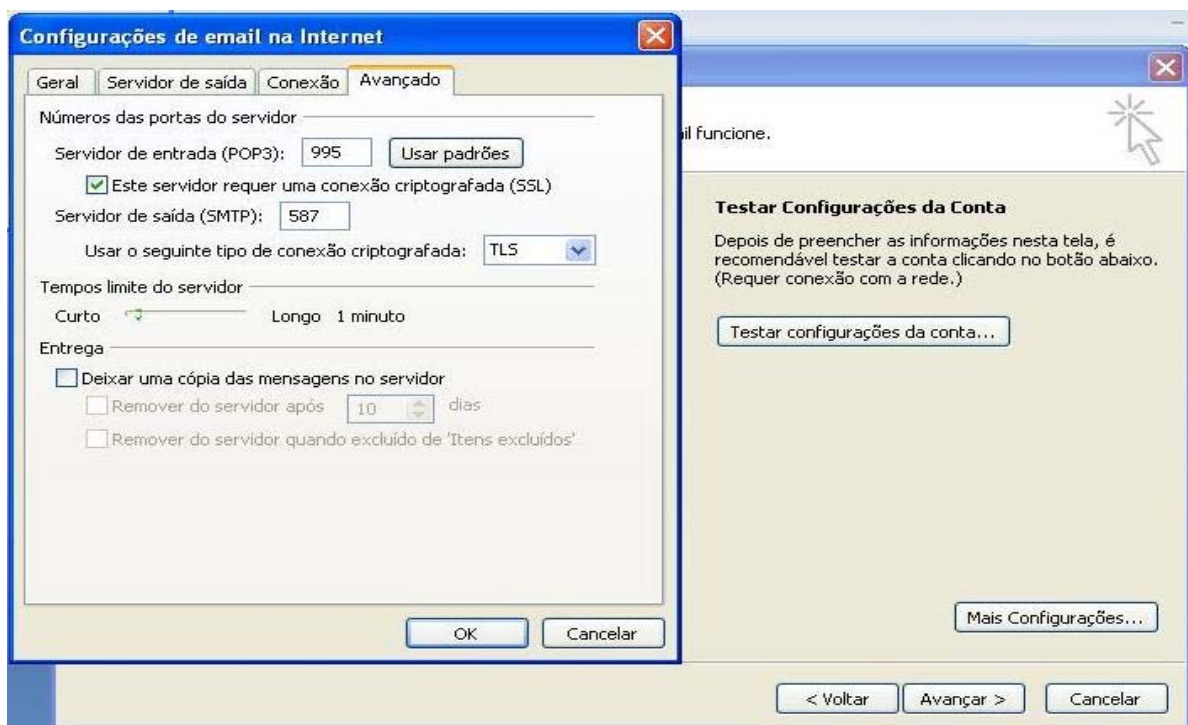 Configurações de email na Internet
Geral Servidor de saída Conexão Avançado
Números das portas do servidor
Servidor de entrada (POP3): 995 Usar padrões
Este servidor requer uma conexão criptografada (SSL)
Servidor de saída (SMTP): 587
Usar o seguinte tipo de conexão criptografada: TLS
Tempos limite do servidor
Curto Longo 1 minuto
Entrega
Deixar uma cópia das mensagens no servidor
Remover do servidor após 10 dias
Remover do servidor quando excluído de 'Itens excluídos'
OK Cancelar
funcione.
Testar Configurações da Conta
Depois de preencher as informações nesta tela, é
recomendável testar a conta clicando no botão abaixo.
(Requer conexão com a rede.)
Testar configurações da conta...
Mais Configurações...
< Voltar Avançar > Cancelar